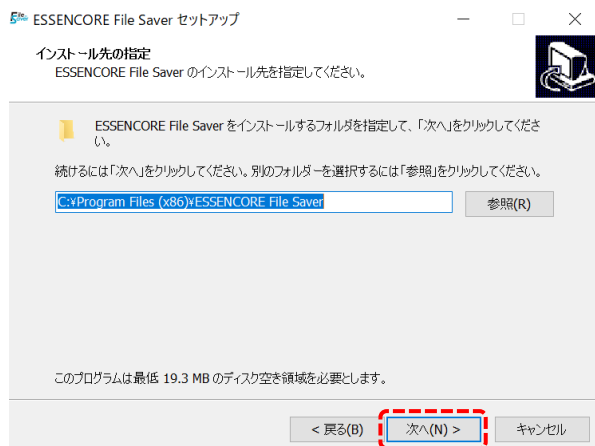 File Saver ESSENCORE File Saver セットアップ
インストール先の指定
ESSENCORE File Saver のインストール先を指定してください。
ESSENCORE File Saver をインストールするフォルダを指定して、「次へ」をクリックしてくださ
い。
続けるには「次へ」をクリックしてください。別のフォルダーを選択するには「参照」をクリックしてください。
C:¥Program Files (x86)¥ESSENCORE File Saver
参照(R)
このプログラムは最低 19.3 MB のディスク空き領域を必要とします。
< 戻る(B)
次へ(N) >
キャンセル